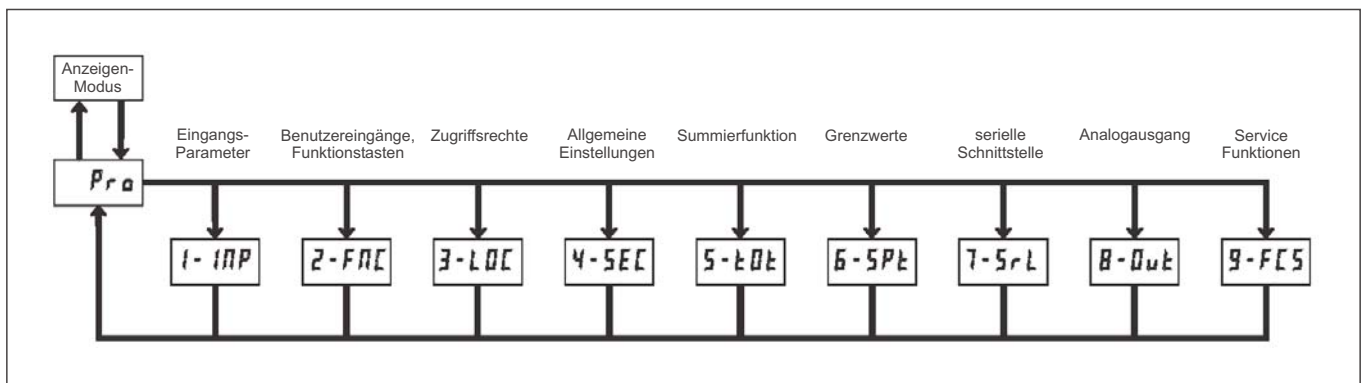 Anzeigen-
Modus
Eingangs-
Parameter
Benutzereingänge,
Funktionstasten
Zugriffsrechte
Allgemeine
Einstellungen
Summierfunktion
Grenzwerte
serielle
Schnittstelle
Analogausgang
Service
Funktionen
Pro
1-INP
2-FNC
3-LOC
4-SEC
5-tOt
6-SPt
7-SrL
8-Out
9-FCS